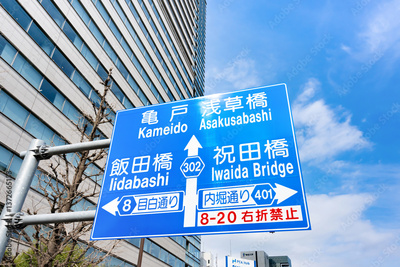 亀戸 浅草橋
Kameido Asakusabashi
飯田橋
Iidabashi
302
祝田橋
Iwaida Bridge
8 目白通り
内堀通り 401
8-20 右折禁止